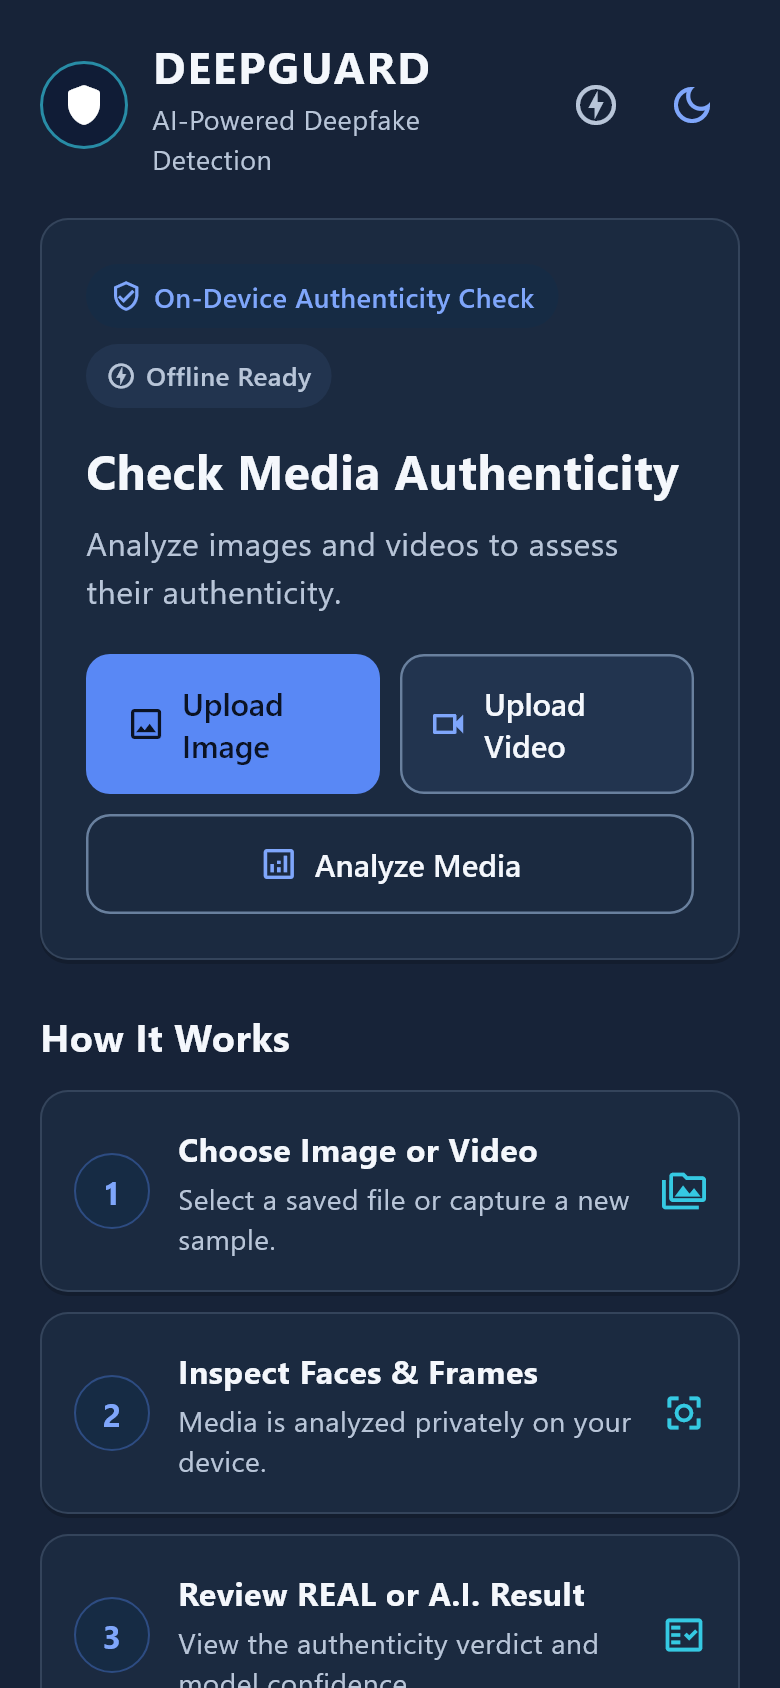 DEEPGUARD
AI-Powered Deepfake
Detection
On-Device Authenticity Check
Offline Ready
Check Media Authenticity
Analyze images and videos to assess
their authenticity.
Upload
Image
Upload
Video
Analyze Media
How It Works
1
Choose Image or Video
Select a saved file or capture a new
sample.
2
Inspect Faces & Frames
Media is analyzed privately on your
device.
3
Review REAL or A.I. Result
View the authenticity verdict and
model confidence